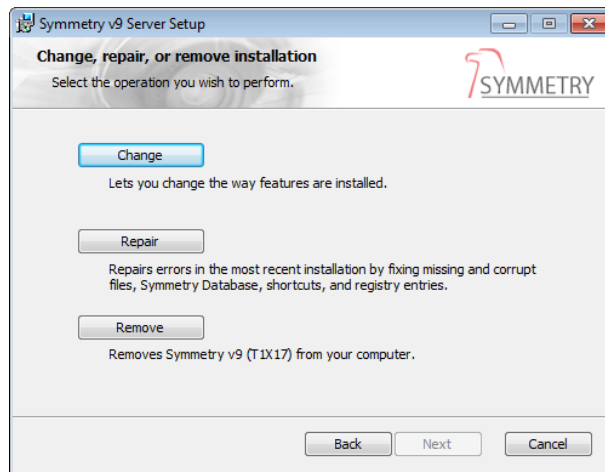 Symmetry v9 Server Setup
Change, repair, or remove installation
Select the operation you wish to perform.
SYMMETRY
Change
Lets you change the way features are installed.
Repair
Repairs errors in the most recent installation by fixing missing and corrupt
files, Symmetry Database, shortcuts, and registry entries.
Remove
Removes Symmetry v9 (T1X17) from your computer.
Back
Next
Cancel